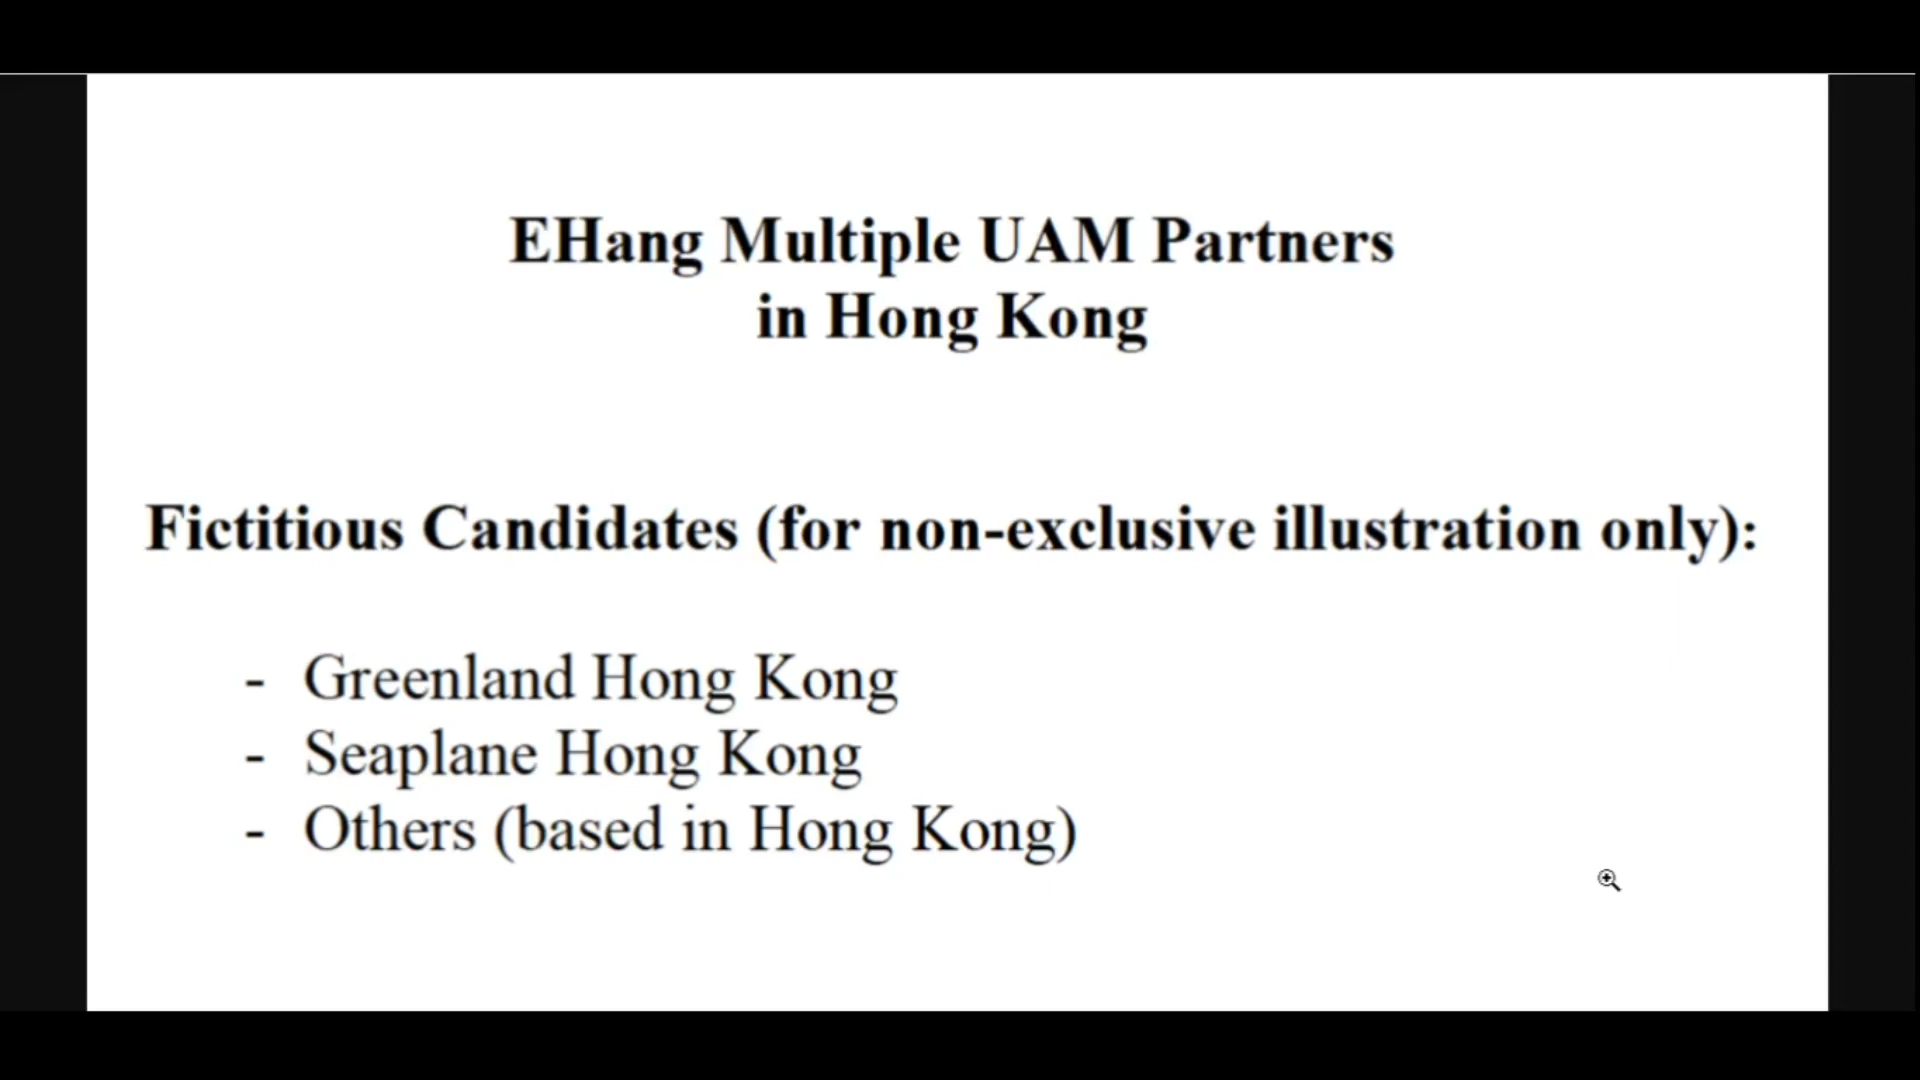 EHang Multiple UAM Partners
in Hong Kong
Fictitious Candidates (for non-exclusive illustration only):
- Greenland Hong Kong
- Seaplane Hong Kong
- Others (based in Hong Kong)